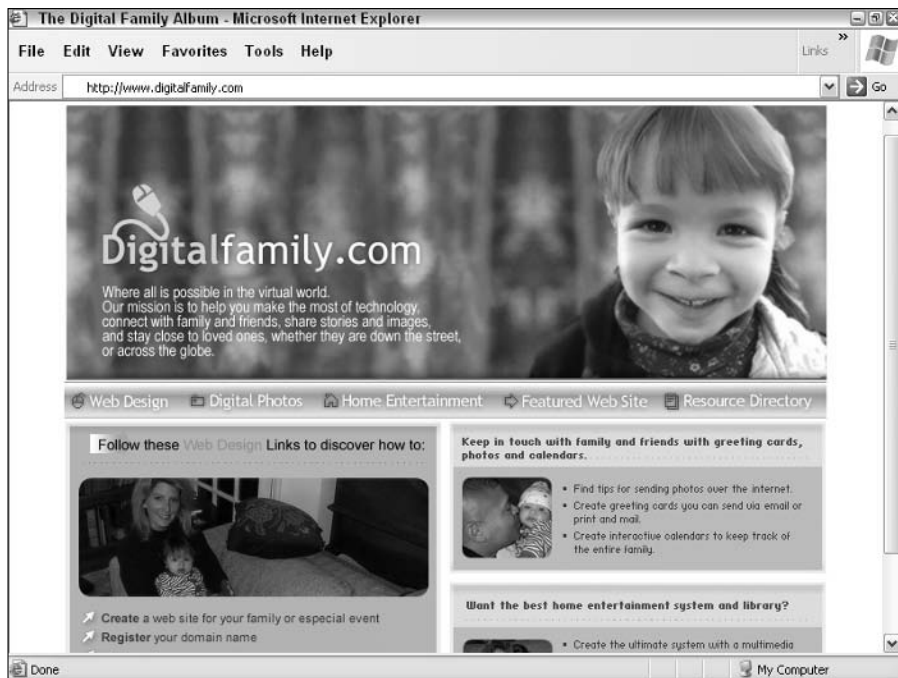 The Digital Family Album - Microsoft Internet Explorer
File Edit View Favorites Tools Help
Links »
Address http://www.digitalfamily.com Go
Digitalfamily.com
Where all is possible in the virtual world.
Our mission is to help you make the most of technology,
connect with family and friends, share stories and images,
and stay close to loved ones, whether they are down the street,
or across the globe.
Web Design Digital Photos Home Entertainment Featured Web Site Resource Directory
Follow these Web Design Links to discover how to:
Create a web site for your family or especial event
Register your domain name
Keep in touch with family and friends with greeting cards,
photos and calendars.
• Find tips for sending photos over the internet.
• Create greeting cards you can send via email or
print and mail.
• Create interactive calendars to keep track of
the entire family.
Want the best home entertainment system and library?
• Create the ultimate system with a multimedia
Done
My Computer